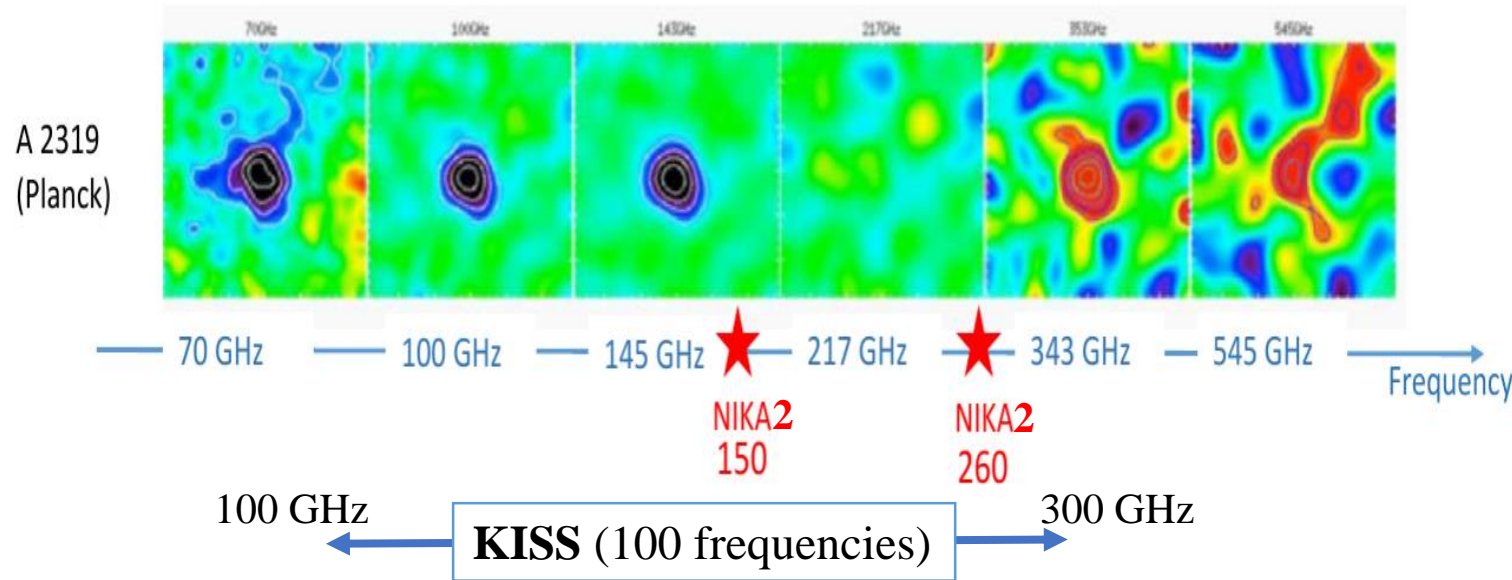 70GHz 100GHz 143GHz 217GHz 353GHz 545GHz
A 2319
(Planck)
70 GHz 100 GHz 145 GHz 217 GHz 343 GHz 545 GHz
Frequency
NIKA2
150
NIKA2
260
100 GHz
KISS (100 frequencies)
300 GHz